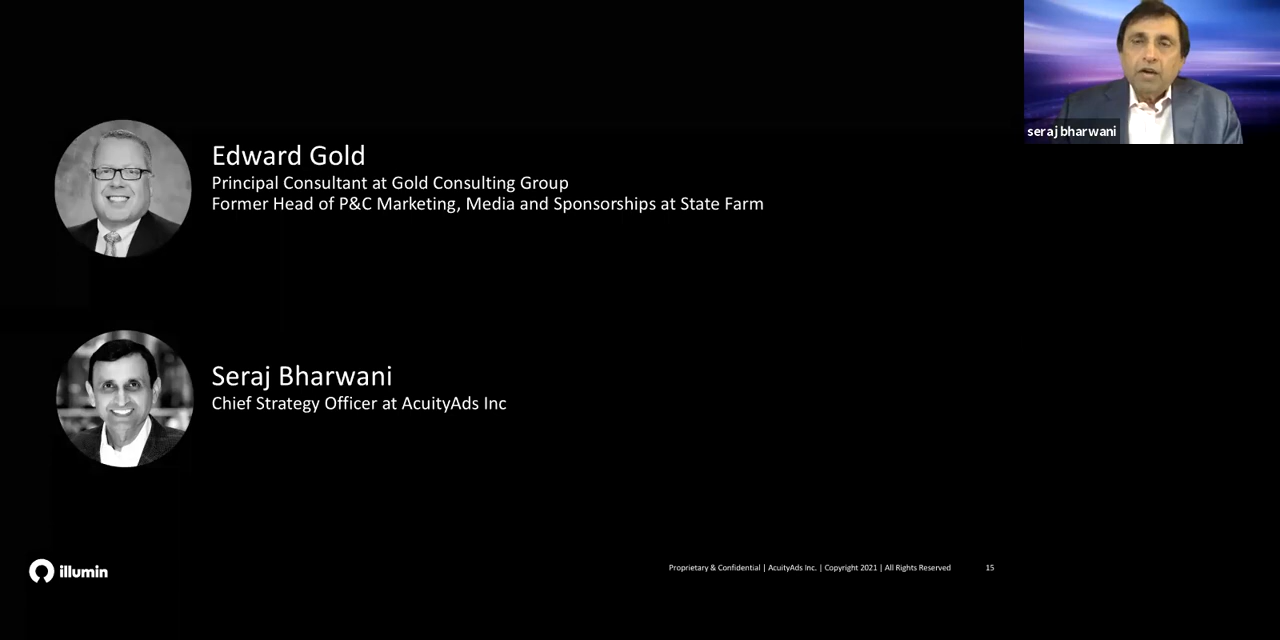 seraj bharwani
Edward Gold
Principal Consultant at Gold Consulting Group
Former Head of P&C Marketing, Media and Sponsorships at State Farm
Seraj Bharwani
Chief Strategy Officer at AcuityAds Inc
illumin
Proprietary & Confidential | AcuityAds Inc. | Copyright 2021 | All Rights Reserved
15